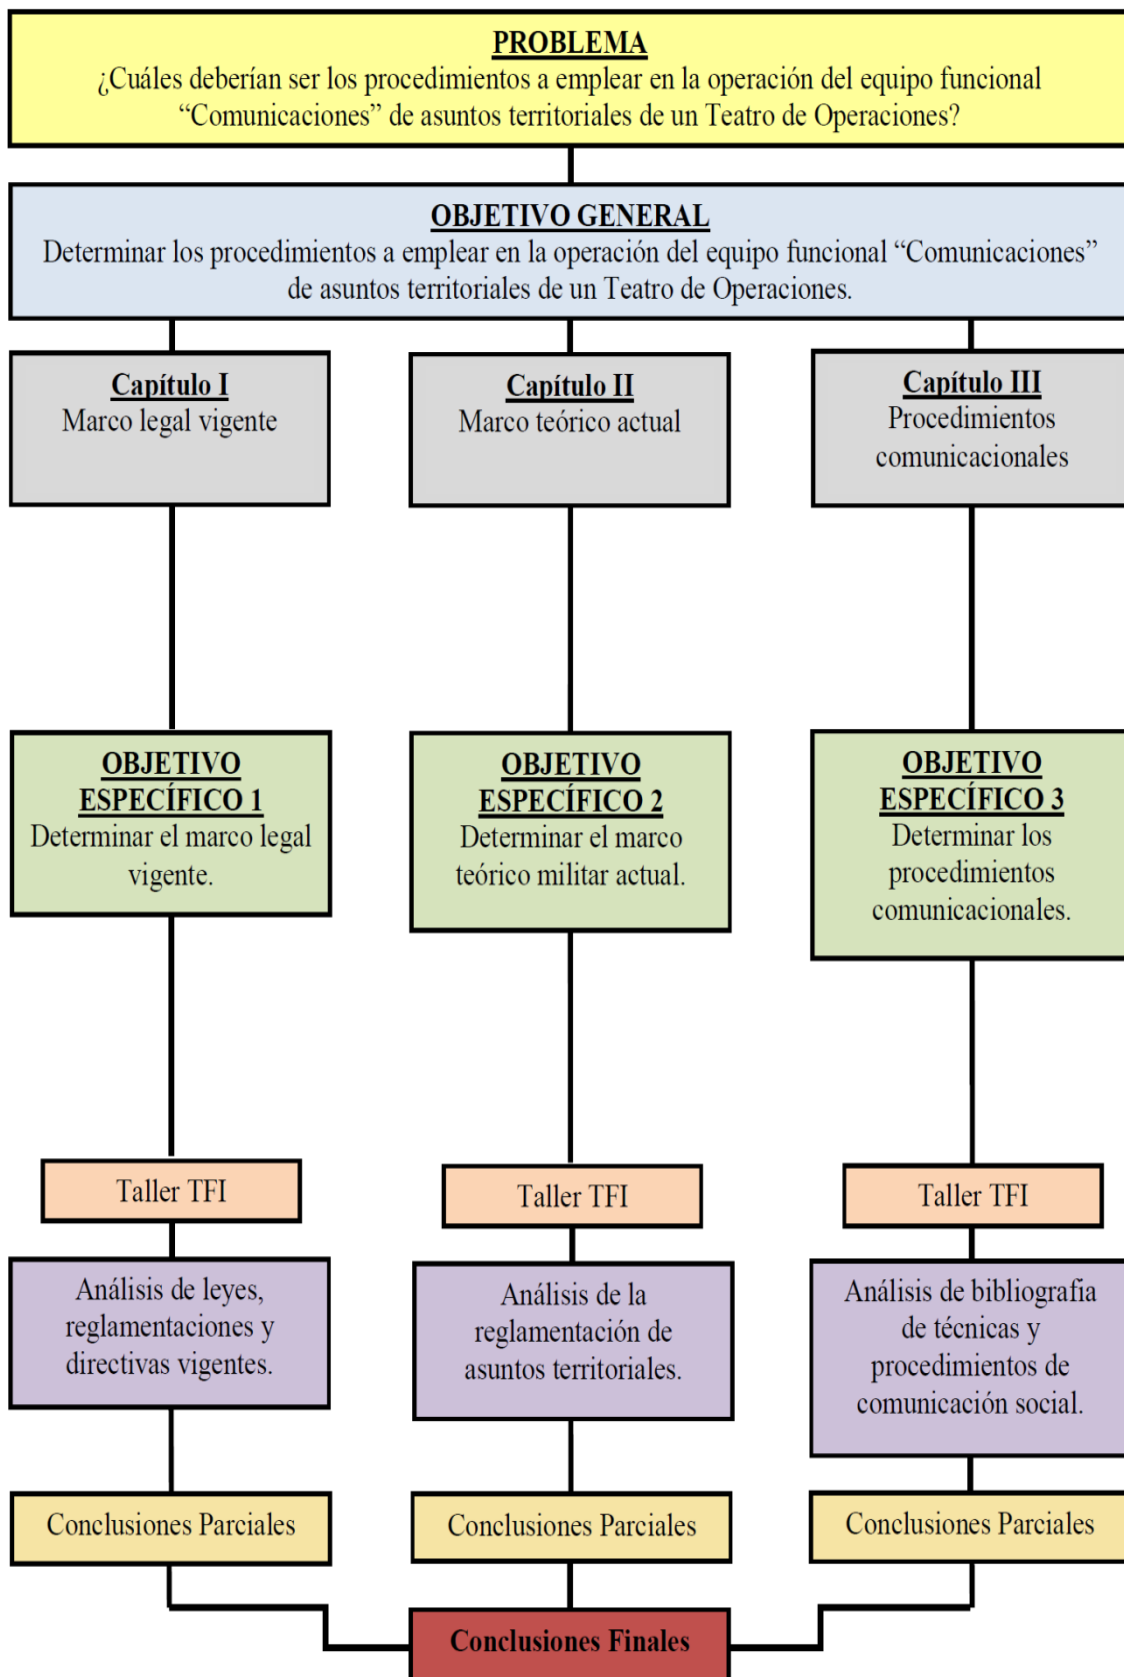 PROBLEMA
¿Cuáles deberían ser los procedimientos a emplear en la operación del equipo funcional
“Comunicaciones” de asuntos territoriales de un Teatro de Operaciones?
OBJETIVO GENERAL
Determinar los procedimientos a emplear en la operación del equipo funcional “Comunicaciones”
de asuntos territoriales de un Teatro de Operaciones.
Capítulo I
Marco legal vigente
Capítulo II
Marco teórico actual
Capítulo III
Procedimientos
comunicacionales
OBJETIVO
ESPECÍFICO 1
Determinar el marco legal
vigente.
OBJETIVO
ESPECÍFICO 2
Determinar el marco
teórico militar actual.
OBJETIVO
ESPECÍFICO 3
Determinar los
procedimientos
comunicacionales.
Taller TFI
Taller TFI
Taller TFI
Análisis de leyes,
reglamentaciones y
directivas vigentes.
Análisis de la
reglamentación de
asuntos territoriales.
Análisis de bibliografia
de técnicas y
procedimientos de
comunicación social.
Conclusiones Parciales
Conclusiones Parciales
Conclusiones Parciales
Conclusiones Finales